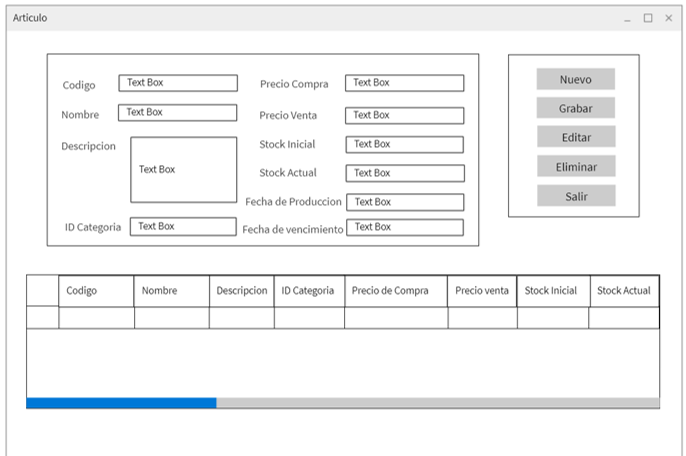 Articulo
Codigo Text Box Precio Compra Text Box
Nombre Text Box Precio Venta Text Box
Descripcion Text Box Stock Inicial Text Box
Stock Actual Text Box
Fecha de Produccion Text Box
ID Categoria Text Box Fecha de vencimiento Text Box
Nuevo
Grabar
Editar
Eliminar
Salir
Codigo Nombre Descripcion ID Categoria Precio de Compra Precio venta Stock Inicial Stock Actual